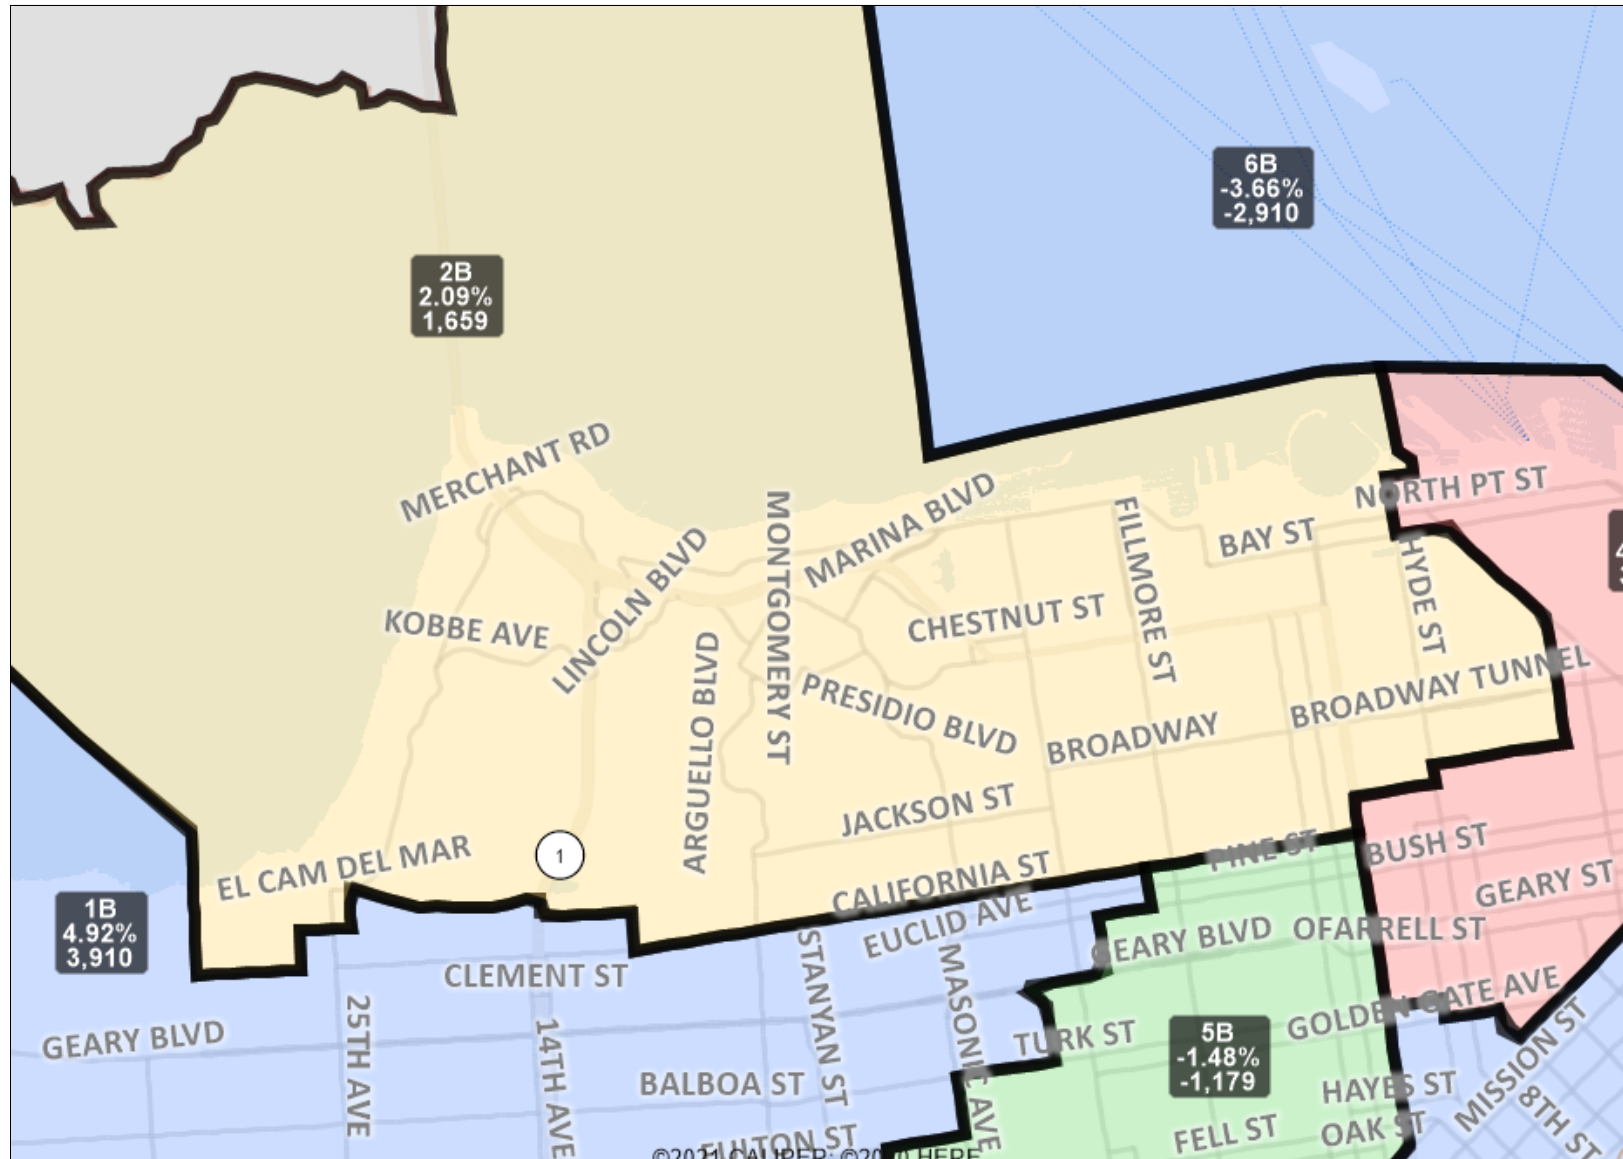 6B
-3.66%
-2,910
2B
2.09%
1,659
MERCHANT RD
MONTGOMERY ST
MARINA BLVD
FILLMORE ST
NORTH PT ST
BAY ST
HYDE ST
LINCOLN BLVD
KOBBE AVE
CHESTNUT ST
ARGUELLO BLVD
PRESIDIO BLVD
BROADWAY
BROADWAY TUNNEL
JACKSON ST
EL CAM DEL MAR
1
CALIFORNIA ST
PINE ST
BUSH ST
GEARY ST
1B
4.92%
3,910
EUCLID AVE
GEARY BLVD
OFARRELL ST
CLEMENT ST
STANYAN ST
MASONIC AVE
GEARY BLVD
25TH AVE
14TH AVE
TURK ST
GOLDEN GATE AVE
5B
-1.48%
-1,179
MISSION ST
BALBOA ST
HAYES ST
8TH ST
FULTON ST
FELL ST
OAK ST
©2021 CALIPER; ©2020 HERE